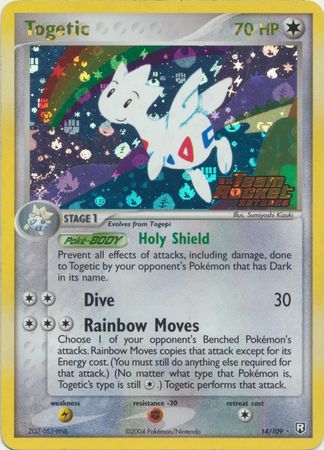 Togetic 70 HP
Team
Rocket
RETURNS
Illus. Sumiyoshi Kizuki
STAGE 1
Evolves from Togepi
Poké-BODY Holy Shield
Prevent all effects of attacks, including damage, done
to Togetic by your opponent's Pokémon that has Dark
in its name.
Dive 30
Rainbow Moves
Choose 1 of your opponent's Benched Pokémon's
attacks. Rainbow Moves copies that attack except for its
Energy cost. (You must still do anything else required for
that attack.) (No matter what type that Pokémon is,
Togetic's type is still .) Togetic performs that attack.
weakness resistance -30 retreat cost
©2004 Pokémon/Nintendo 14/109
R